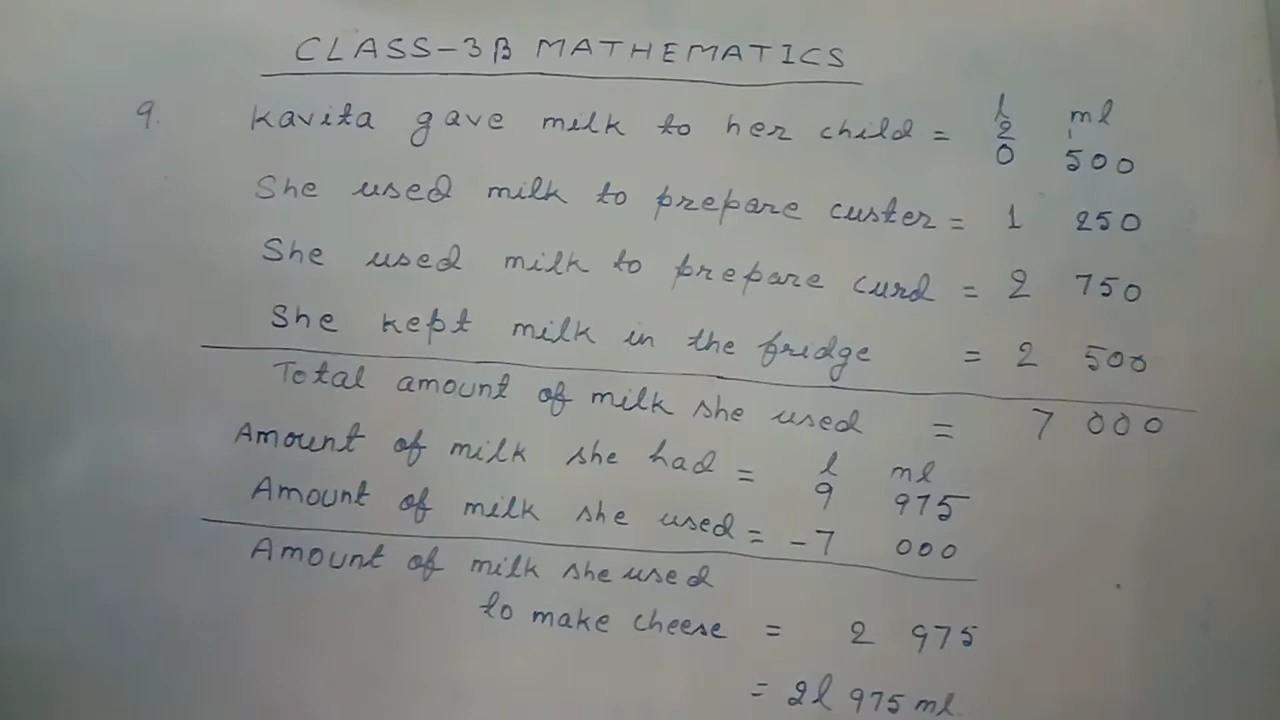 CLASS-3B MATHEMATICS
l ml
2 1
9. Kavita gave milk to her child = 0 500
She used milk to prepare custer = 1 250
She used milk to prepare curd = 2 750
She kept milk in the fridge = 2 500
Total amount of milk she used = 7 000
l ml
Amount of milk she had = 9 975
Amount of milk she used = -7 000
Amount of milk she used
to make cheese = 2 975
= 2l 975 ml.